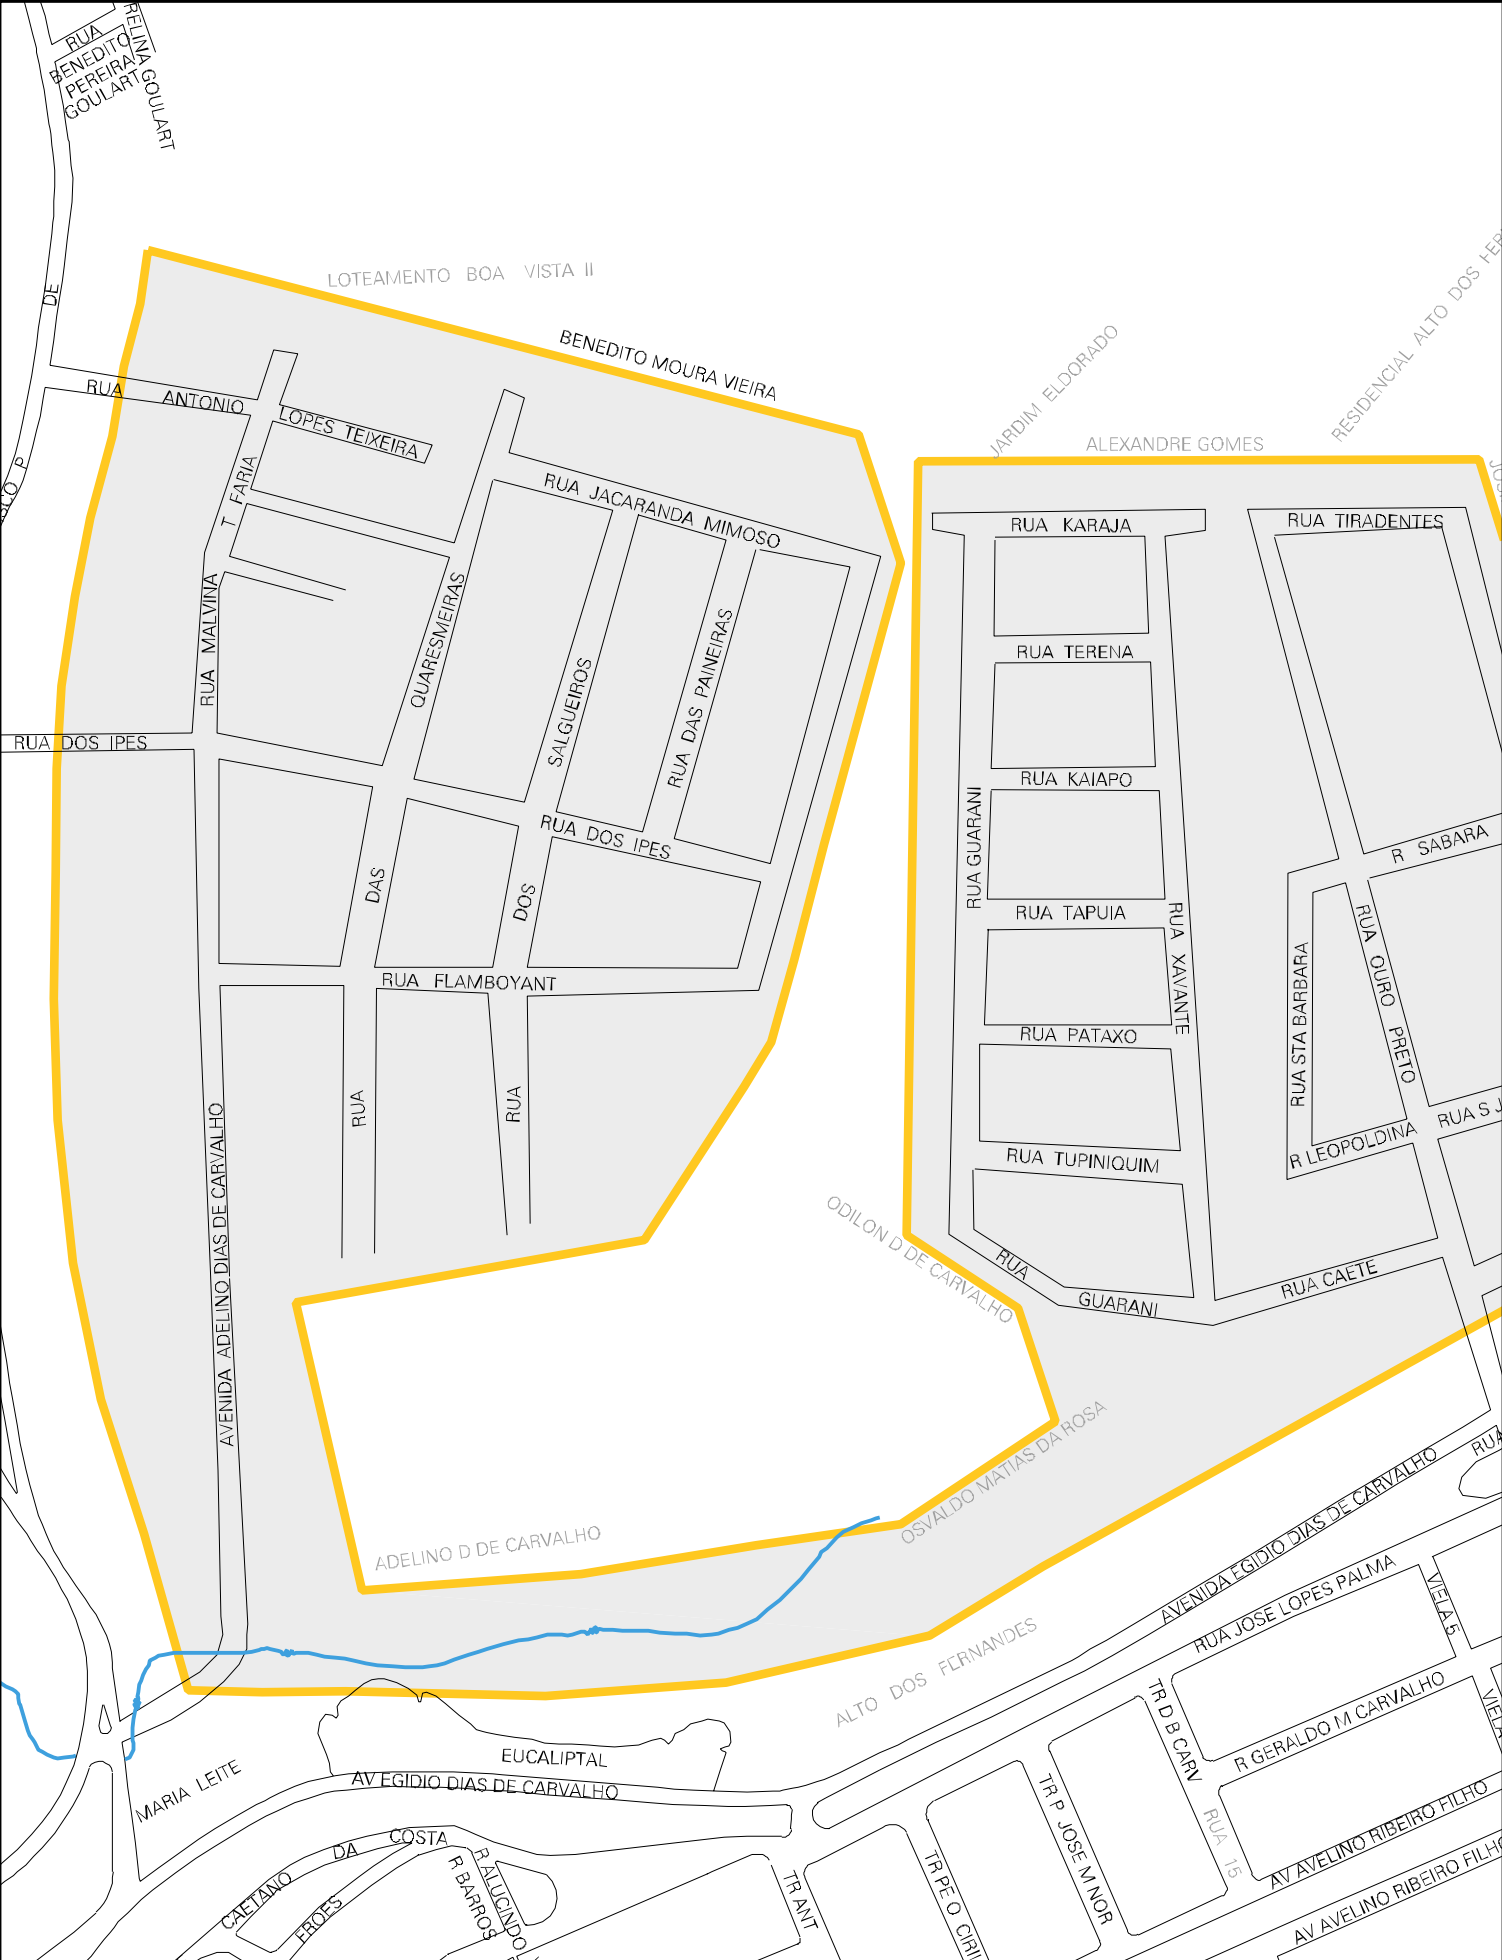 RUA
BENEDITO
PEREIRA
GOULART
RELINA GOULART
DE
LOTEAMENTO BOA VISTA II
BENEDITO MOURA VIEIRA
JARDIM ELDORADO
ALEXANDRE GOMES
RESIDENCIAL ALTO DOS FER
RUA ANTONIO LOPES TEIXEIRA
SCO P
T FARIA
RUA MALVINA
RUA JACARANDA MIMOSO
QUARESMEIRAS
SALGUEIROS
RUA DAS PAINEIRAS
RUA DOS IPES
RUA DOS IPES
DAS
DOS
RUA FLAMBOYANT
RUA
RUA
AVENIDA ADELINO DIAS DE CARVALHO
RUA KARAJA
RUA TIRADENTES
RUA TERENA
RUA KAIAPO
RUA GUARANI
RUA TAPUIA
RUA XAVANTE
RUA PATAXO
RUA TUPINIQUIM
R SABARA
RUA OURO PRETO
RUA STA BARBARA
R LEOPOLDINA
RUA S J
RUA
GUARANI
RUA CAETE
ODILON D DE CARVALHO
OSVALDO MATIAS DA ROSA
ADELINO D DE CARVALHO
ALTO DOS FERNANDES
AVENIDA EGIDIO DIAS DE CARVALHO
RUA
RUA JOSE LOPES PALMA
VIELA 5
TR D B CARV
R GERALDO M CARVALHO
VIELA
EUCALIPTAL
MARIA LEITE
AV EGIDIO DIAS DE CARVALHO
TR P JOSE M NOR
RUA 15
AV AVELINO RIBEIRO FILHO
AV AVELINO RIBEIRO FILHO
CAETANO
DA
COSTA
FROES
R BARROS
R ALUCINDO
TR ANT
TR PE O CIRI